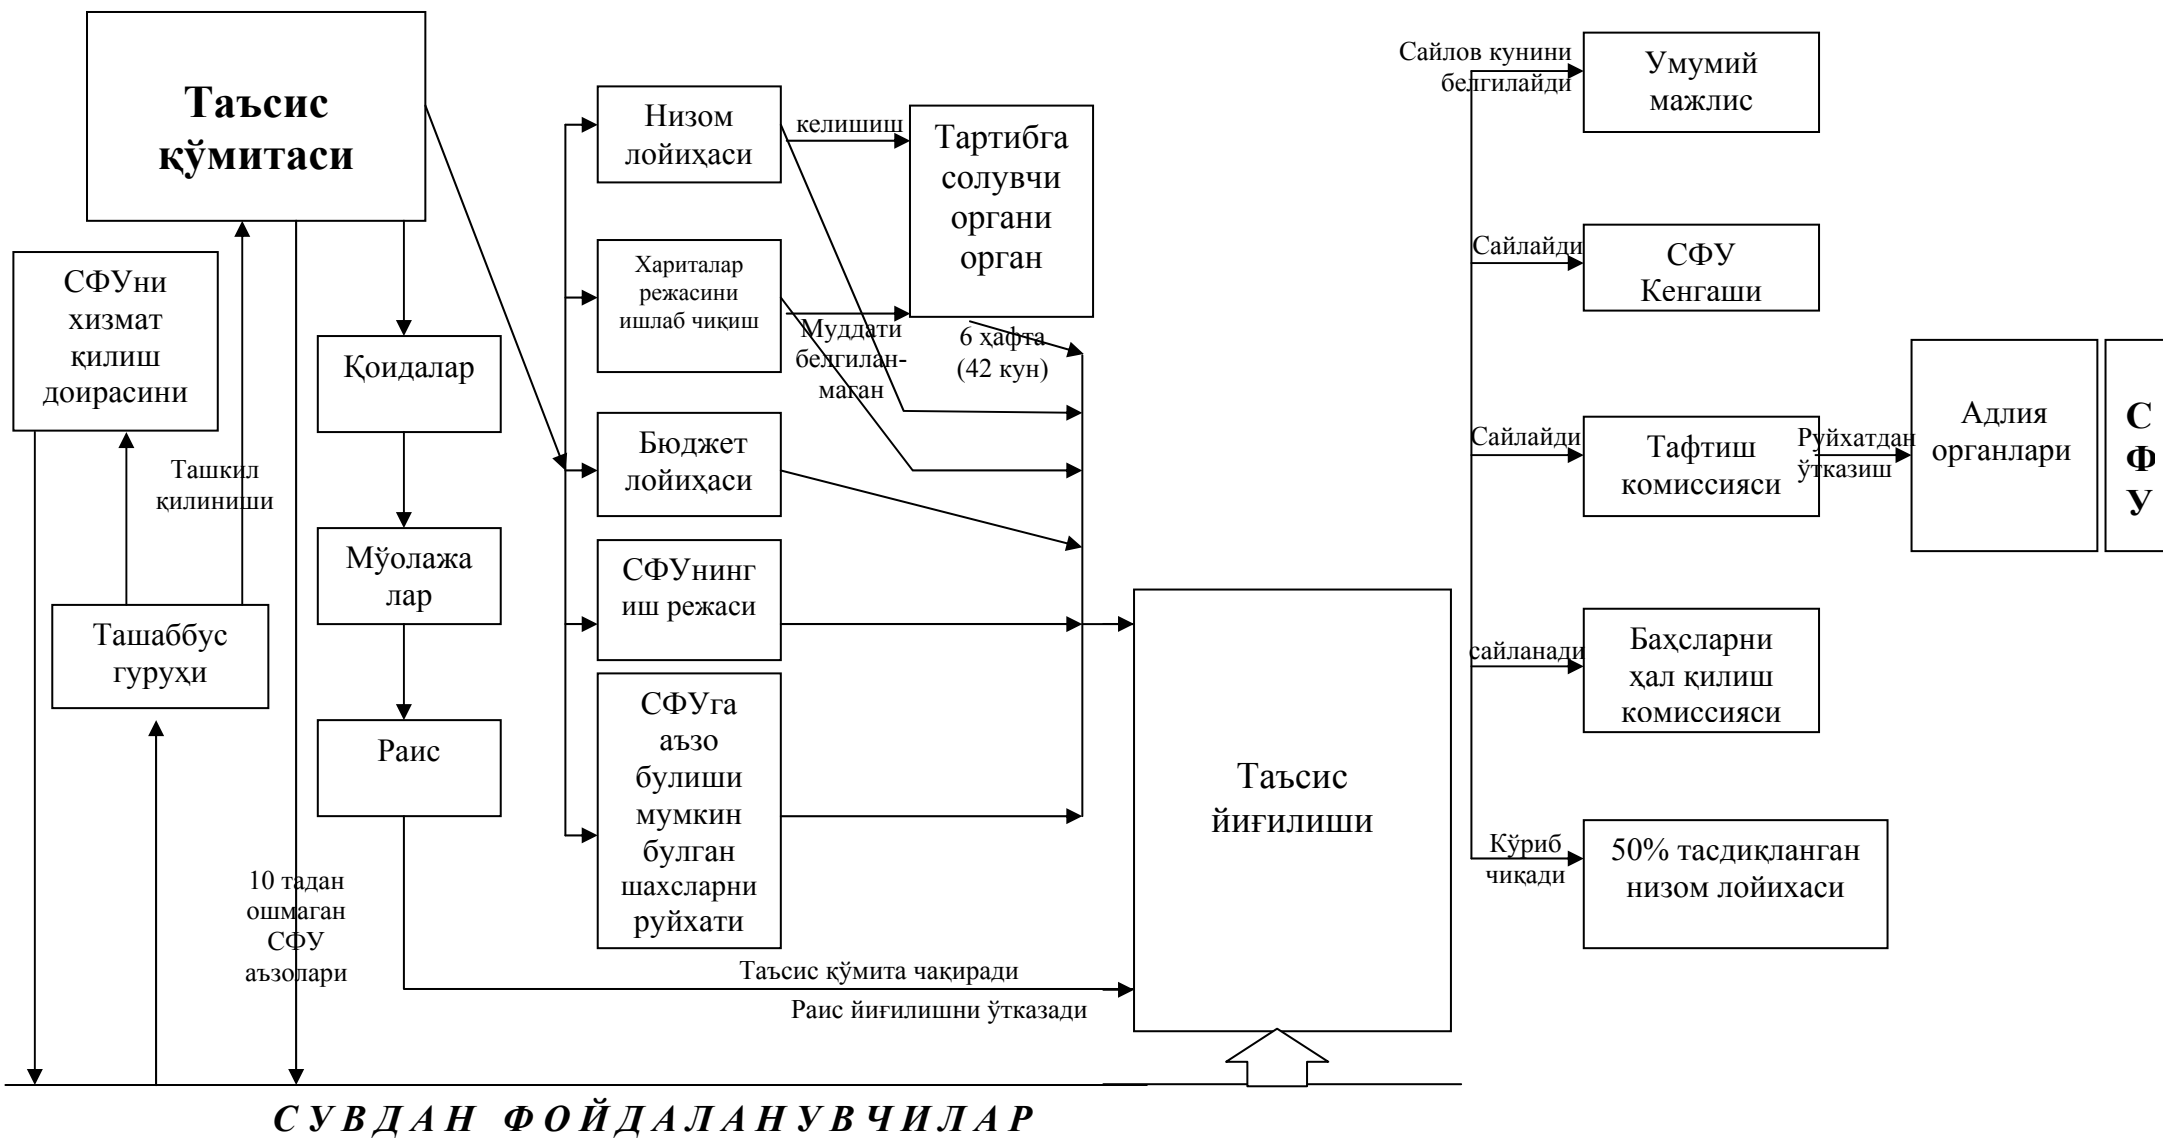 Таъсис
қўмитаси
СФУни
хизмат
қилиш
доирасини
Ташкил
қилиниши
Ташаббус
гуруҳи
10 тадан
ошмаган
СФУ
аъзолари
Қоидалар
Мўолажа
лар
Раис
Низом
лойиҳаси
Хариталар
режасини
ишлаб чиқиш
Бюджет
лойиҳаси
СФУнинг
иш режаси
СФУга
аъзо
булиши
мумкин
булган
шахсларни
руйхати
келишиш
Муддати
белгилан-
маган
Тартибга
солувчи
органи
орган
6 ҳафта
(42 кун)
Таъсис қўмита чақиради
Раис йиғилишни ўтказади
Таъсис
йиғилиши
Сайлов кунини
белгилайди
Умумий
мажлис
Сайлайди
СФУ
Кенгаши
Сайлайди
Тафтиш
комиссияси
Руйхатдан
ўтказиш
Адлия
органлари
С
Ф
У
сайланади
Баҳсларни
ҳал қилиш
комиссияси
Кўриб
чиқади
50% тасдиқланган
низом лойихаси
СУВДАН ФОЙДАЛАНУВЧИЛАР